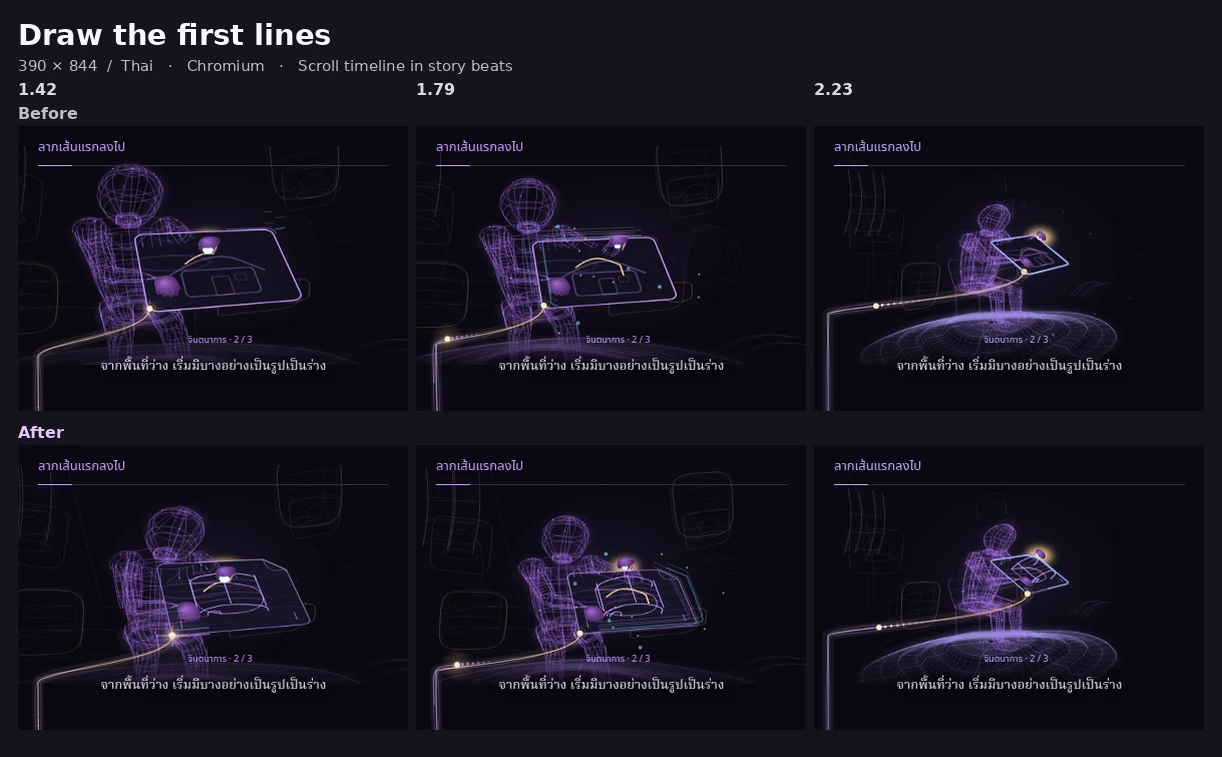 Draw the first lines
390 × 844 / Thai · Chromium · Scroll timeline in story beats
1.42 1.79 2.23
Before
ลากเส้นแรกลงไป ลากเส้นแรกลงไป ลากเส้นแรกลงไป
จินตนาการ · 2 / 3 จินตนาการ · 2 / 3 จินตนาการ · 2 / 3
จากพื้นที่ว่าง เริ่มมีบางอย่างเป็นรูปเป็นร่าง จากพื้นที่ว่าง เริ่มมีบางอย่างเป็นรูปเป็นร่าง จากพื้นที่ว่าง เริ่มมีบางอย่างเป็นรูปเป็นร่าง
After
ลากเส้นแรกลงไป ลากเส้นแรกลงไป ลากเส้นแรกลงไป
จินตนาการ · 2 / 3 จินตนาการ · 2 / 3 จินตนาการ · 2 / 3
จากพื้นที่ว่าง เริ่มมีบางอย่างเป็นรูปเป็นร่าง จากพื้นที่ว่าง เริ่มมีบางอย่างเป็นรูปเป็นร่าง จากพื้นที่ว่าง เริ่มมีบางอย่างเป็นรูปเป็นร่าง